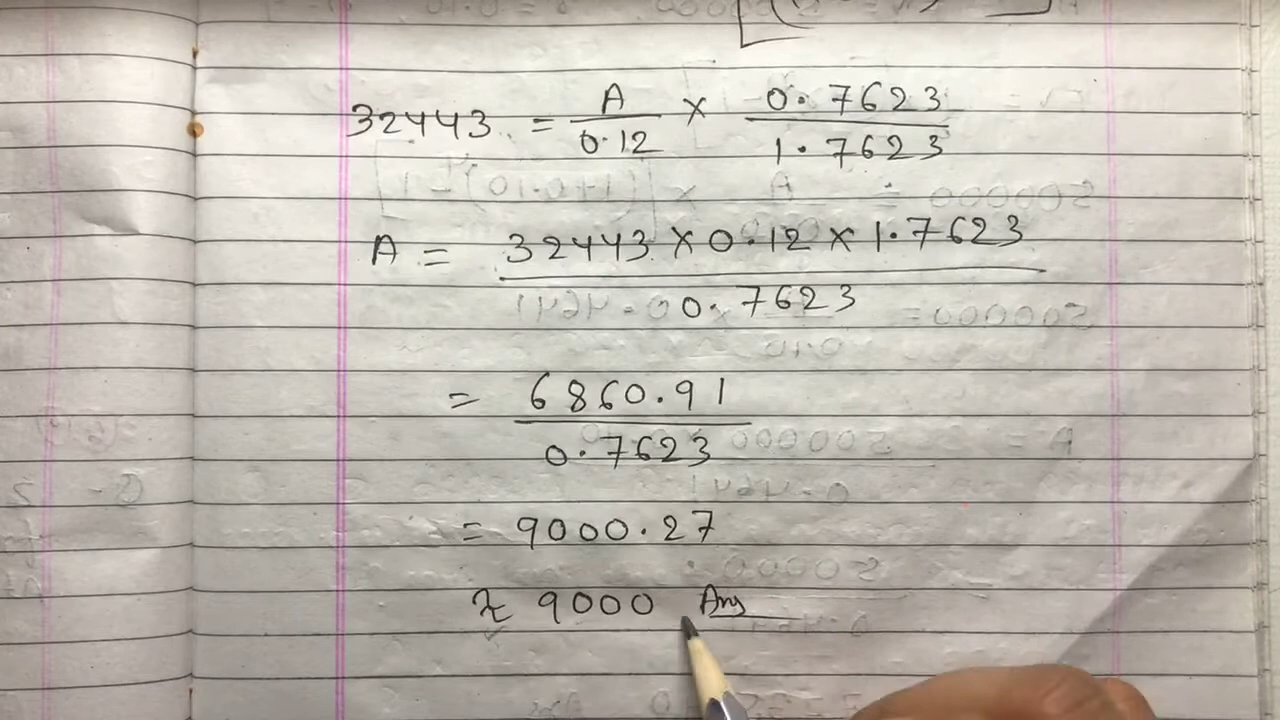 32443 = A/0.12 × 0.7623/1.7623
A = 32443 × 0.12 × 1.7623 / 0.7623
= 6860.91 / 0.7623
= 9000.27
≈ 9000 Ans